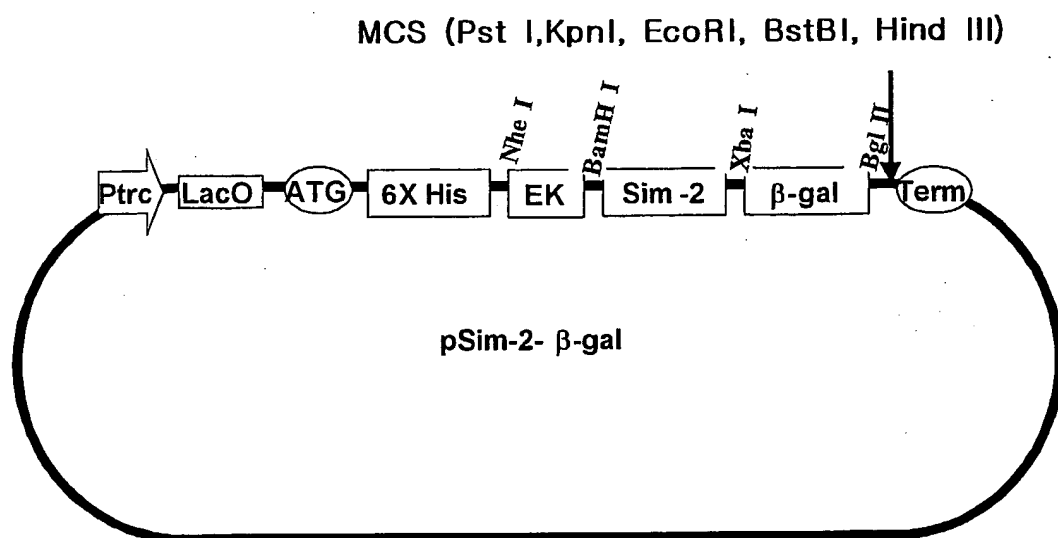 MCS (Pst I,KpnI, EcoRI, BstBI, Hind III)
Nhe I
BamH I
Xba I
Bgl II
Ptrc
LacO
ATG
6X His
EK
Sim -2
β-gal
Term
pSim-2- β-gal